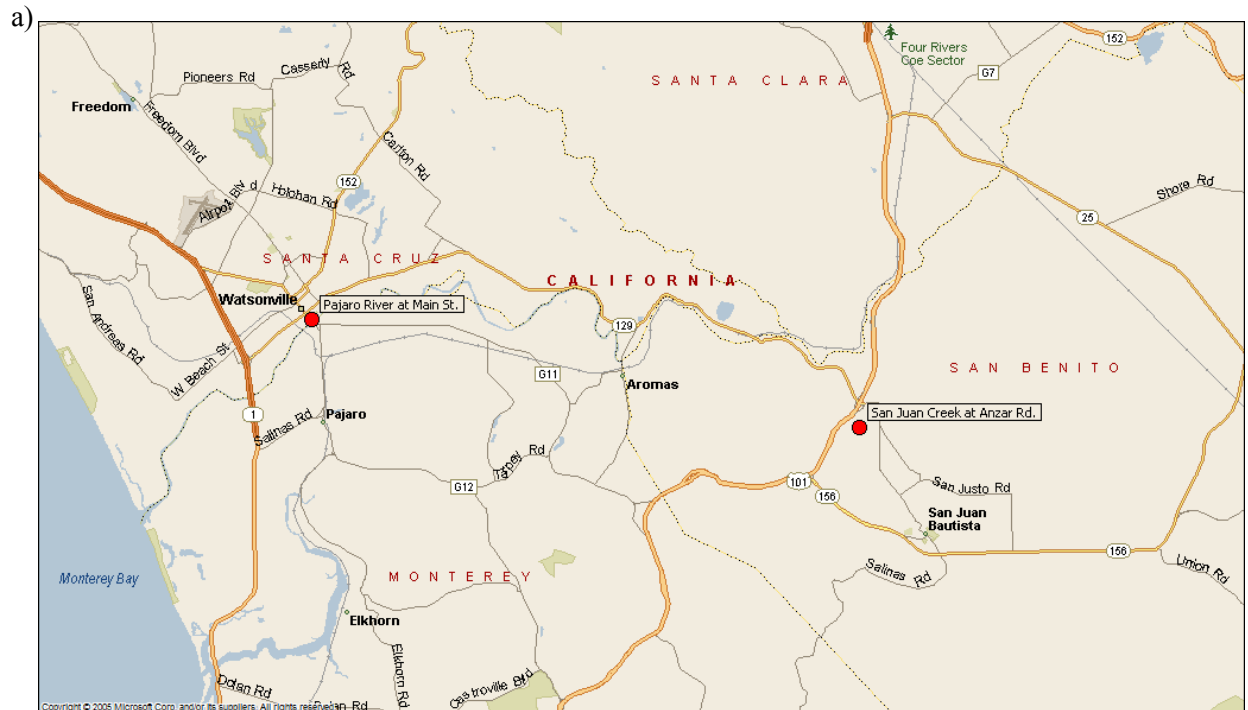 a)
152
Four Rivers
Coe Sector
G7
SANTA CLARA
Pioneers Rd
Casserly Rd
Freedom
Freedom Blvd
Carlton Rd
152
Holohan Rd
Airport Blvd
Shore Rd
25
SANTA CRUZ
CALIFORNIA
Watsonville
Pajaro River at Main St.
San Andreas Rd
129
W Beach St
SAN BENITO
G11
Aromas
1
Salinas Rd
Pajaro
San Juan Creek at Anzar Rd.
Tarpey Rd
G12
101
156
San Justo Rd
San Juan
Bautista
156
Monterey Bay
MONTEREY
Salinas Rd
Union Rd
Elkhorn
Elkhorn Rd
Castroville Blvd
Dolan Rd
Dolan Rd
Copyright © 2005 Microsoft Corp. and/or its suppliers. All rights reserved.